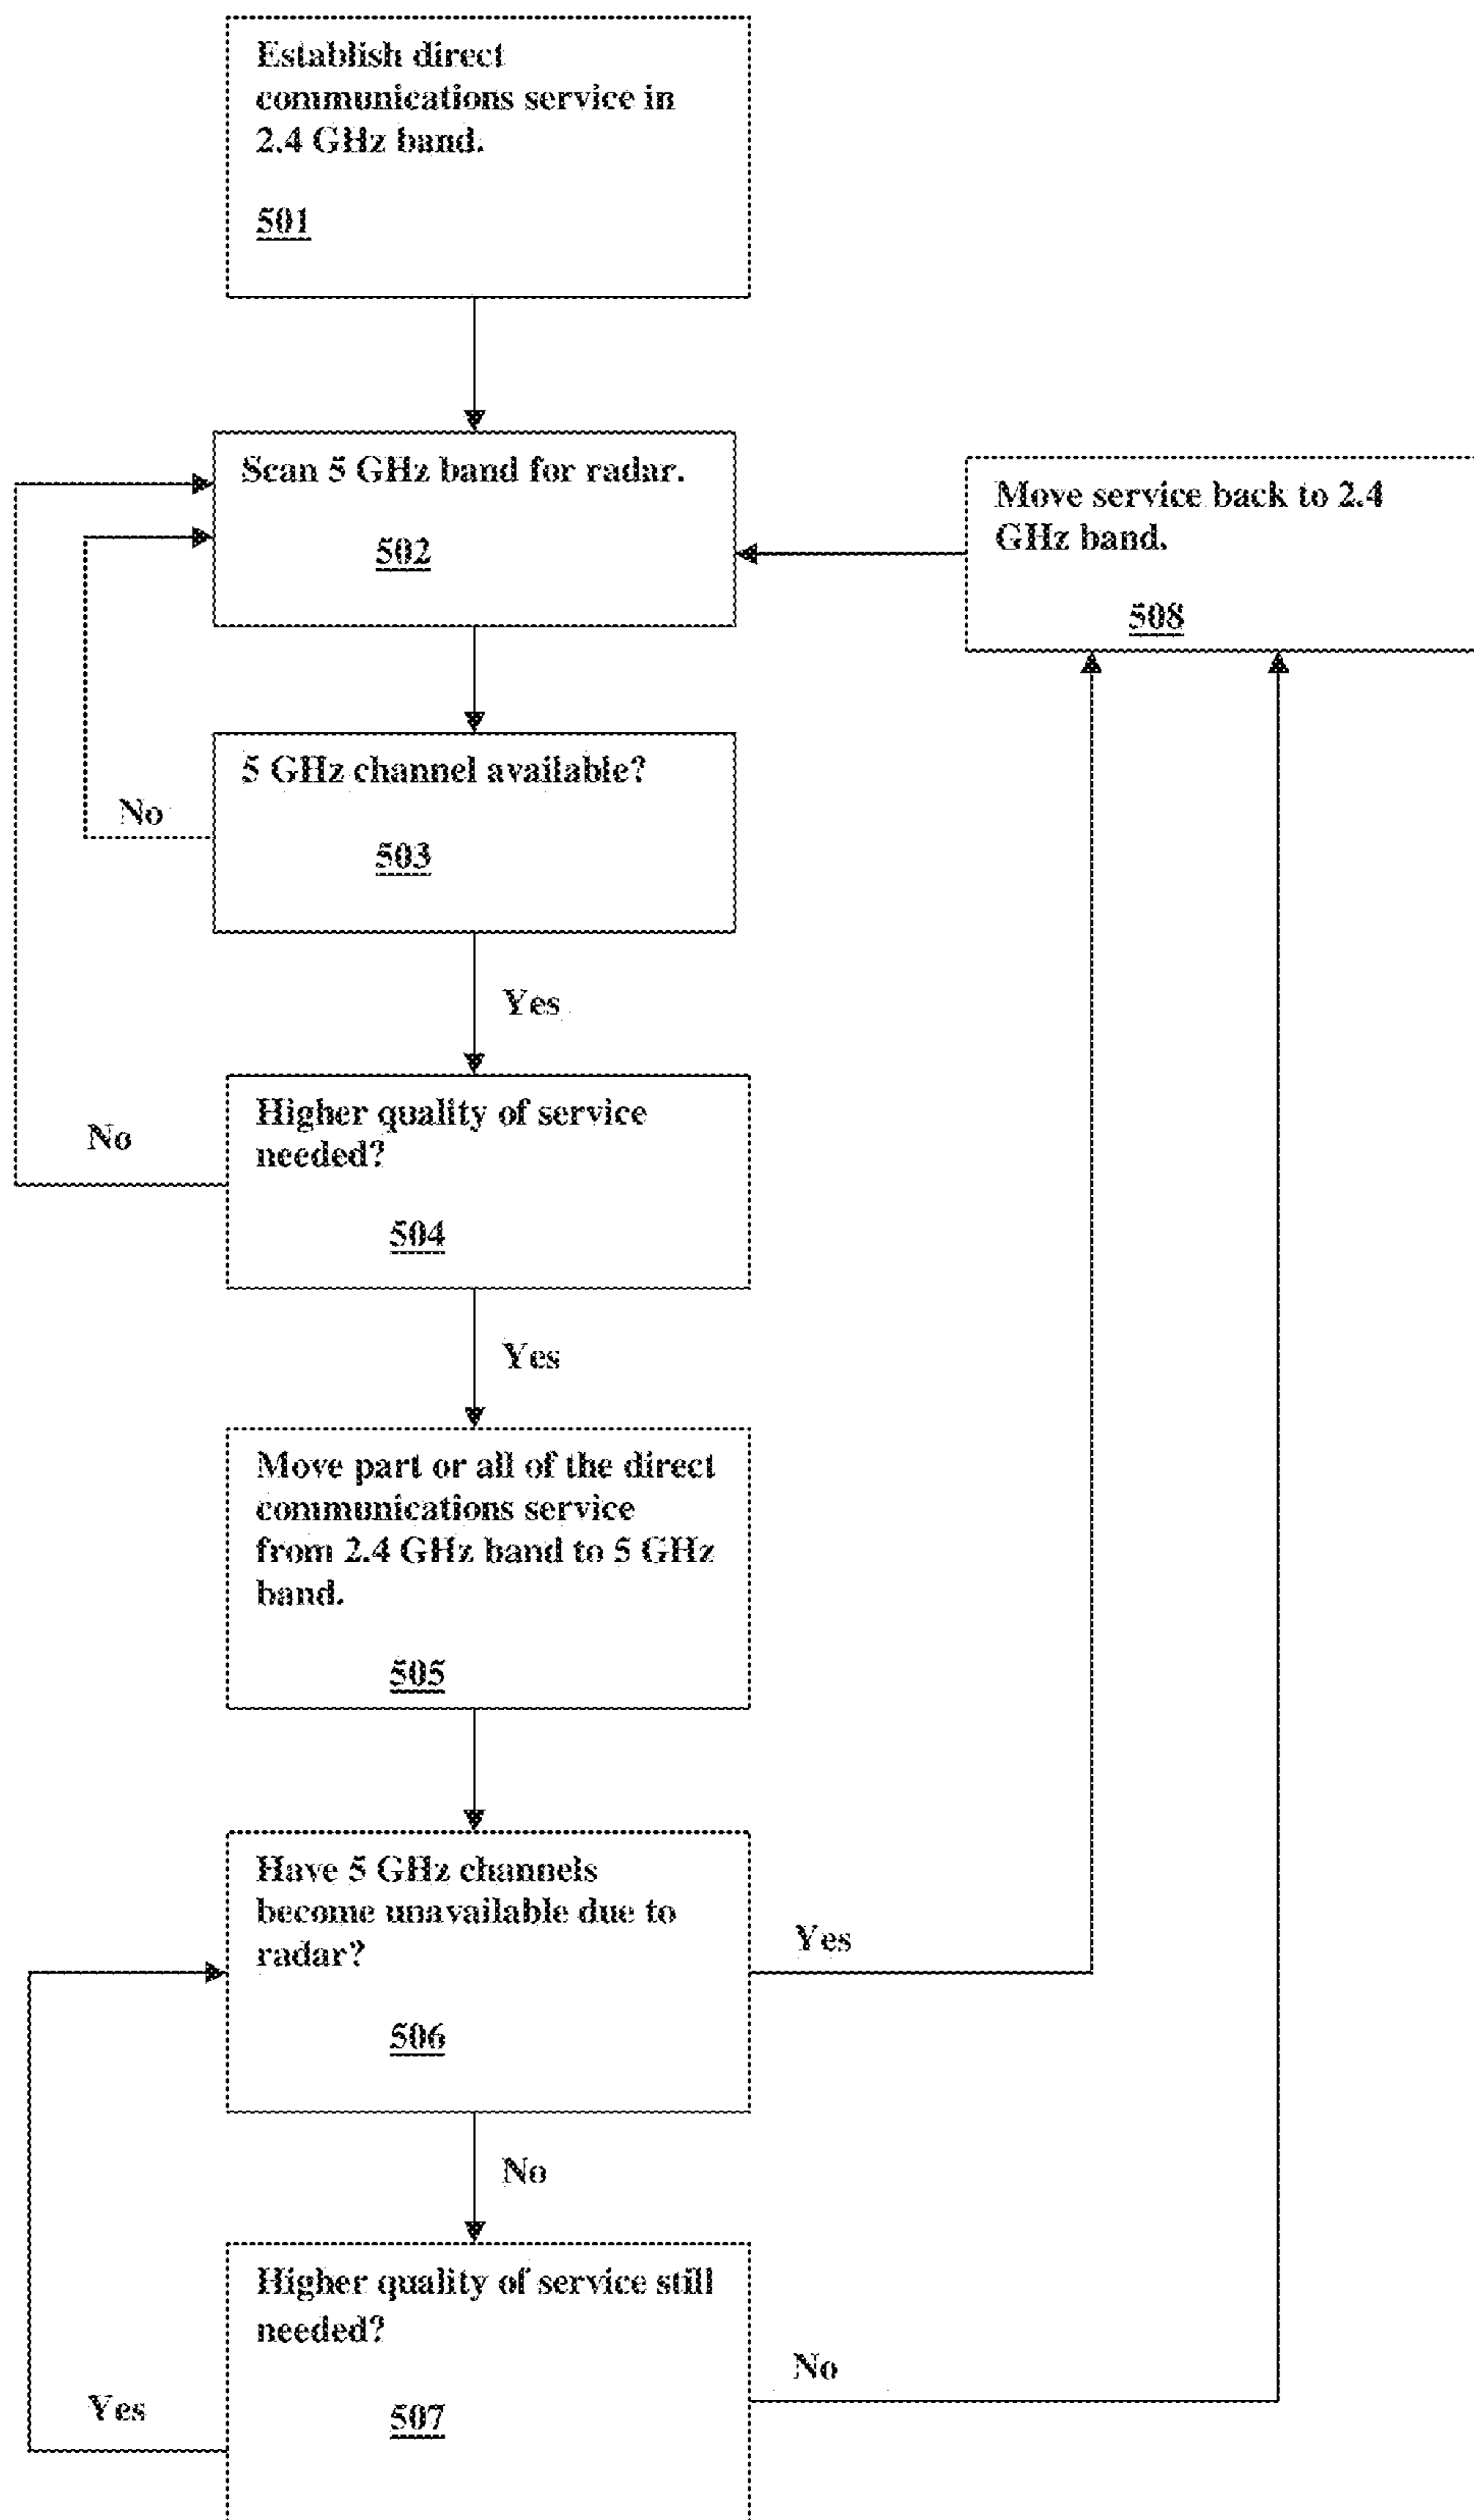 Establish direct
communications service in
2.4 GHz band.
501
Scan 5 GHz band for radar.
502
Move service back to 2.4
GHz band.
508
5 GHz channel available?
503
No
Yes
Higher quality of service
needed?
504
No
Yes
Move part or all of the direct
communications service
from 2.4 GHz band to 5 GHz
band.
505
Have 5 GHz channels
become unavailable due to
radar?
506
Yes
No
Higher quality of service still
needed?
507
No
Yes